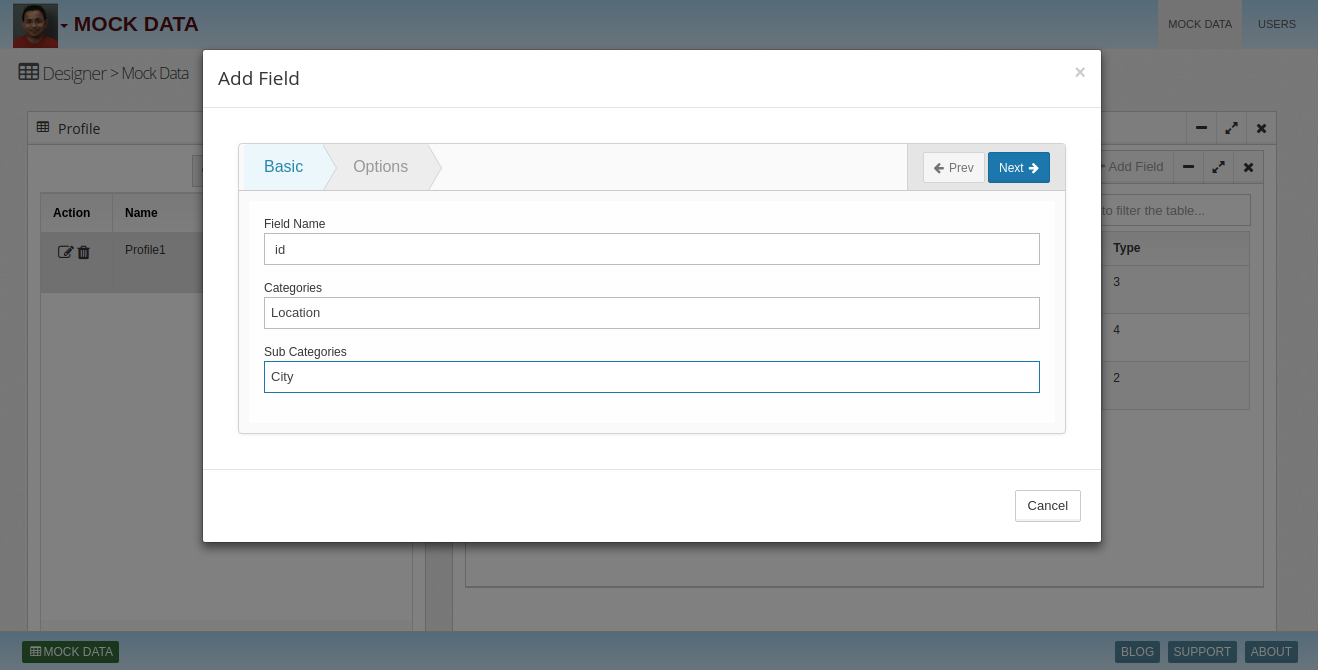 MOCK DATA
MOCK DATA
USERS
Designer > Mock Data
Add Field
×
Profile
Basic
Options
Prev
Next
Add Field
Field Name
id
to filter the table...
Action
Name
Type
Profile1
Categories
Location
3
4
Sub Categories
City
2
Cancel
MOCK DATA
BLOG
SUPPORT
ABOUT